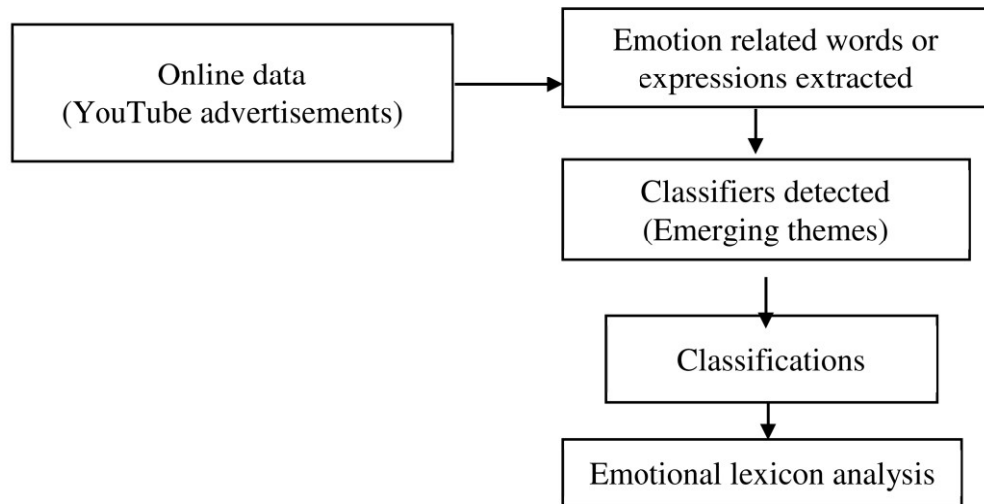 Online data
(YouTube advertisements)
Emotion related words or
expressions extracted
Classifiers detected
(Emerging themes)
Classifications
Emotional lexicon analysis